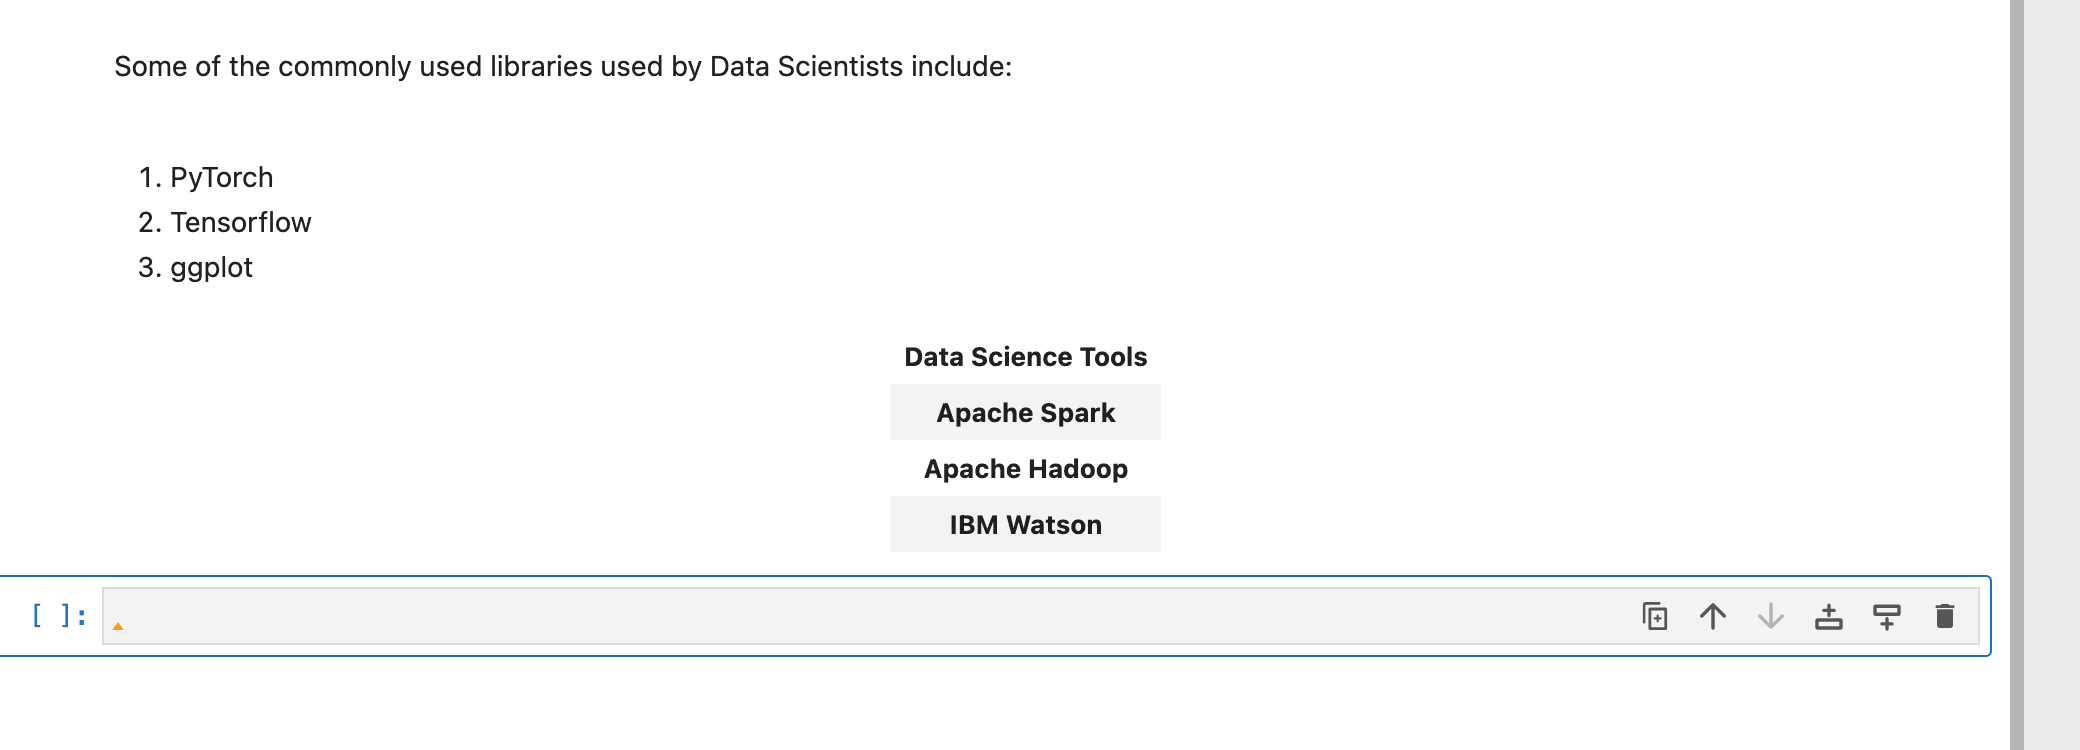 Some of the commonly used libraries used by Data Scientists include:
1. PyTorch
2. Tensorflow
3. ggplot
Data Science Tools
Apache Spark
Apache Hadoop
IBM Watson
[ ]: